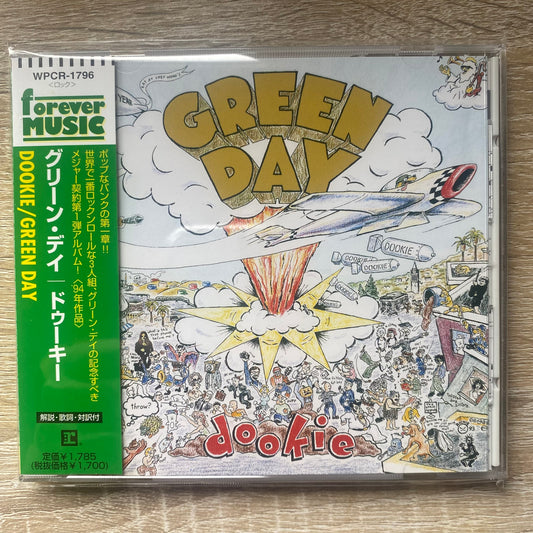 WPCR-1796
〈ロック〉
forever
MUSIC
DOOKIE/GREEN DAY
グリーン・デイ｜ドゥーキー
ポップなパンクの第一章!!
世界で一番ロックンロールな3人組、グリーン・デイの記念すべき
メジャー契約第1弾アルバム!〈'94年作品〉
解説・歌詞・対訳付
定価¥1,785
(税抜価格¥1,700)
GREEN
DAY
DOOKIE
DOOKIE
DOOKIE
throw?
dookie